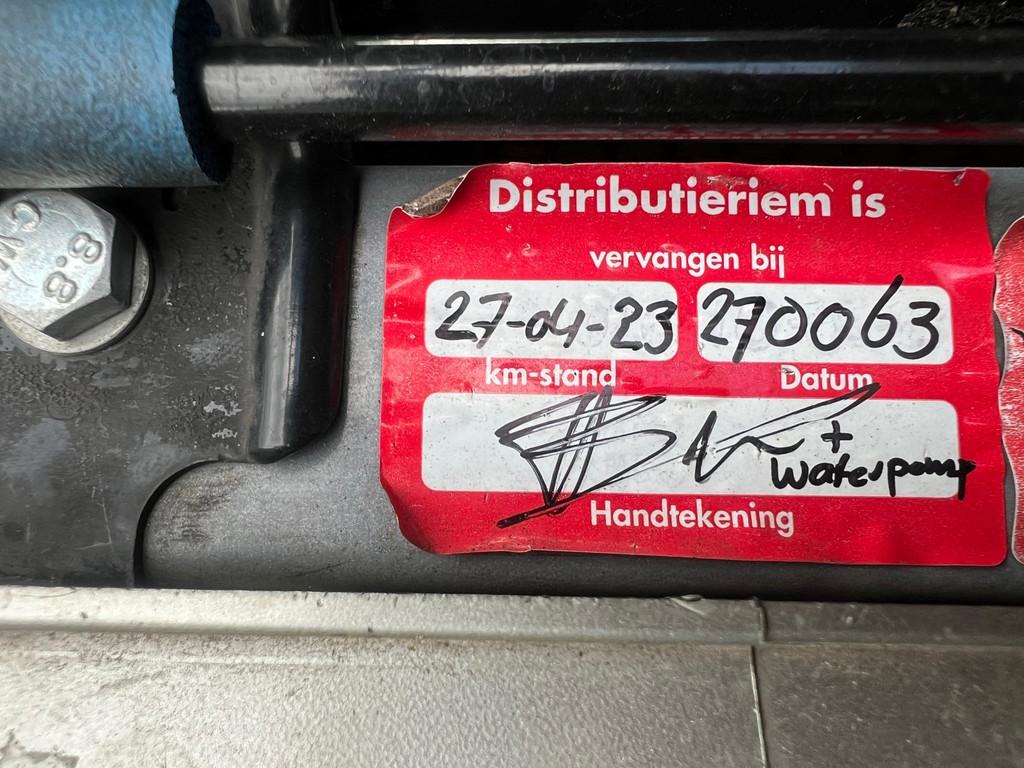 Distributieriem is
vervangen bij
27-04-23 270063
km-stand Datum
+
Waterpomp
Handtekening
8.8